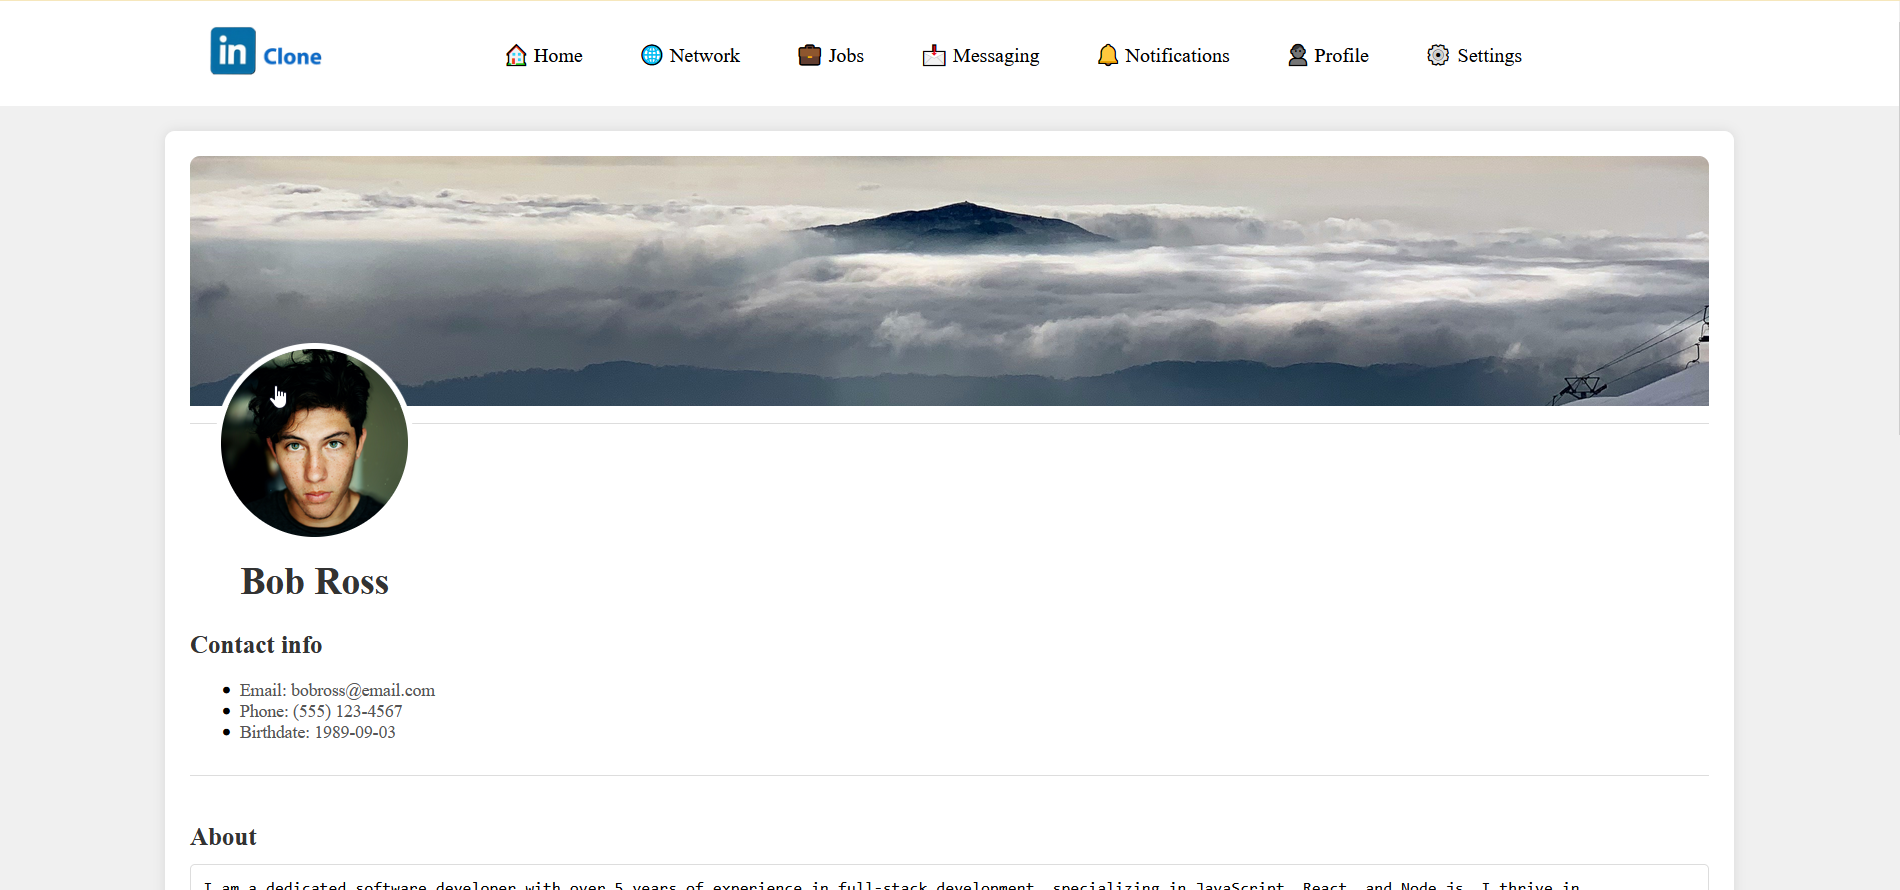 in Clone
Home
Network
Jobs
Messaging
Notifications
Profile
Settings
Bob Ross
Contact info
Email: bobross@email.com
Phone: (555) 123-4567
Birthdate: 1989-09-03
About
I am a dedicated software developer with over 5 years of experience in full-stack development, specializing in JavaScript, React, and Node.js. I thrive in